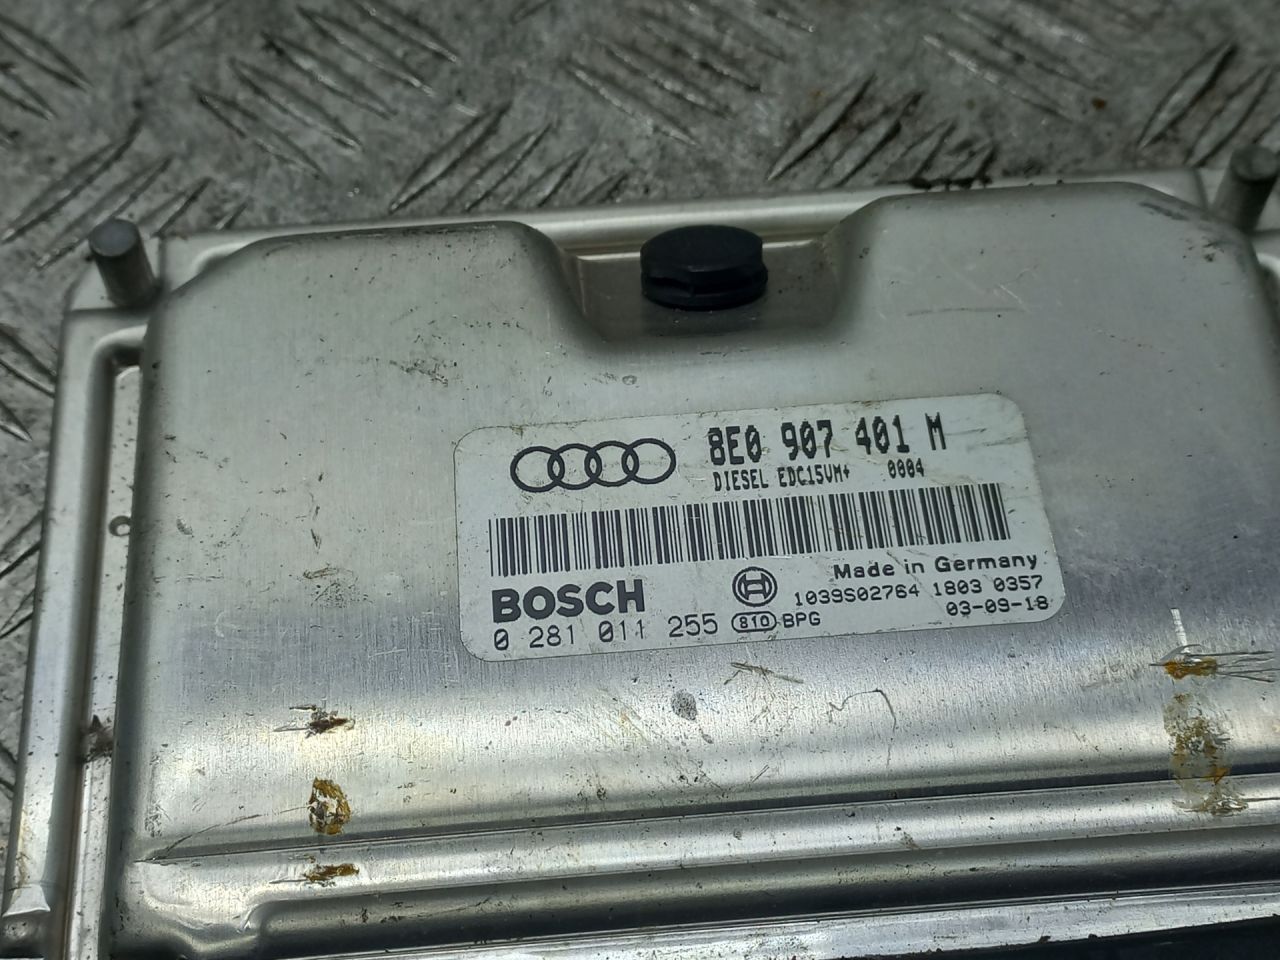 8E0 907 401 M
DIESEL EDC15VM+ 0004
BOSCH
Made in Germany
1039S02764 1803 0357
0 281 011 255 810 BPG 03-09-18